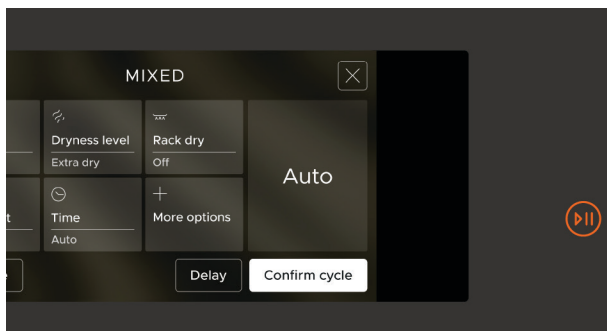 MIXED
Dryness level
Extra dry
Rack dry
Off
Auto
t
Time
Auto
More options
Delay
Confirm cycle